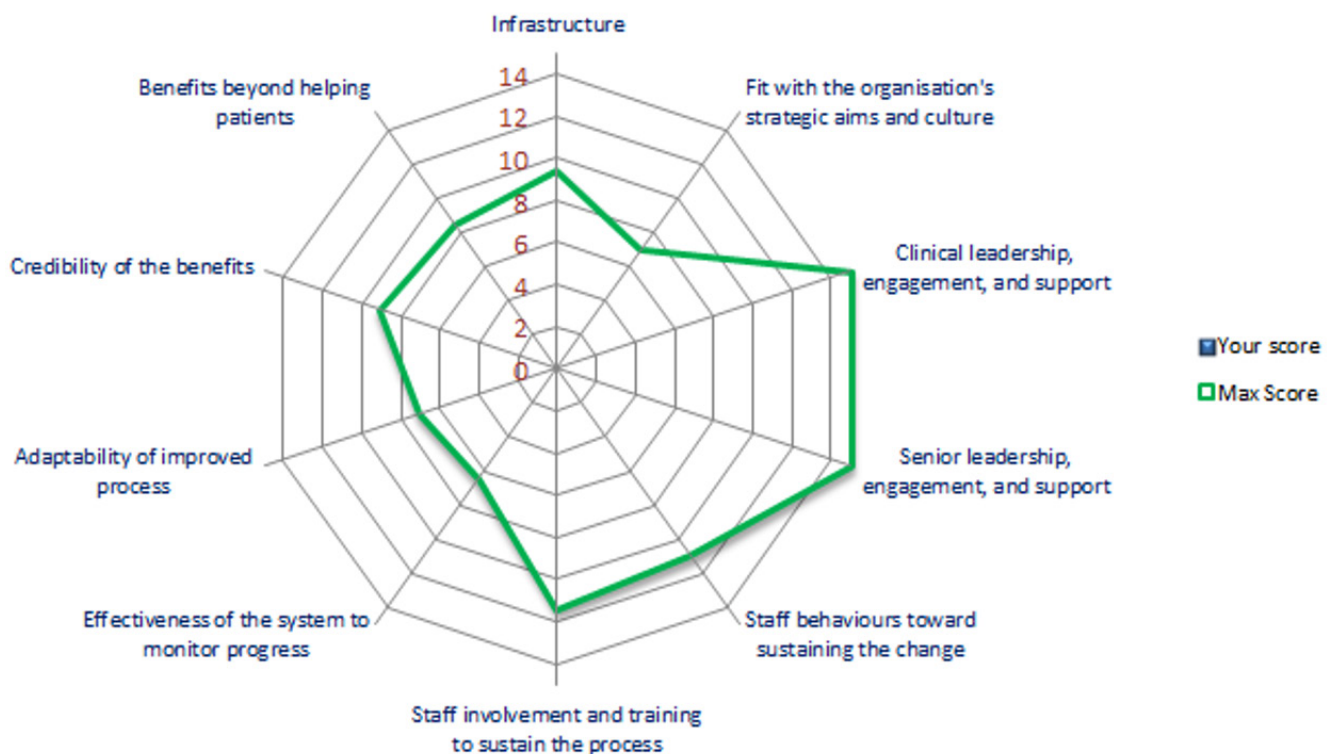 Infrastructure
Benefits beyond helping
patients
Fit with the organisation's
strategic aims and culture
14
12
10
8
6
4
2
0
Credibility of the benefits
Clinical leadership,
engagement, and support
Your score
Max Score
Adaptability of improved
process
Senior leadership,
engagement, and support
Effectiveness of the system to
monitor progress
Staff behaviours toward
sustaining the change
Staff involvement and training
to sustain the process